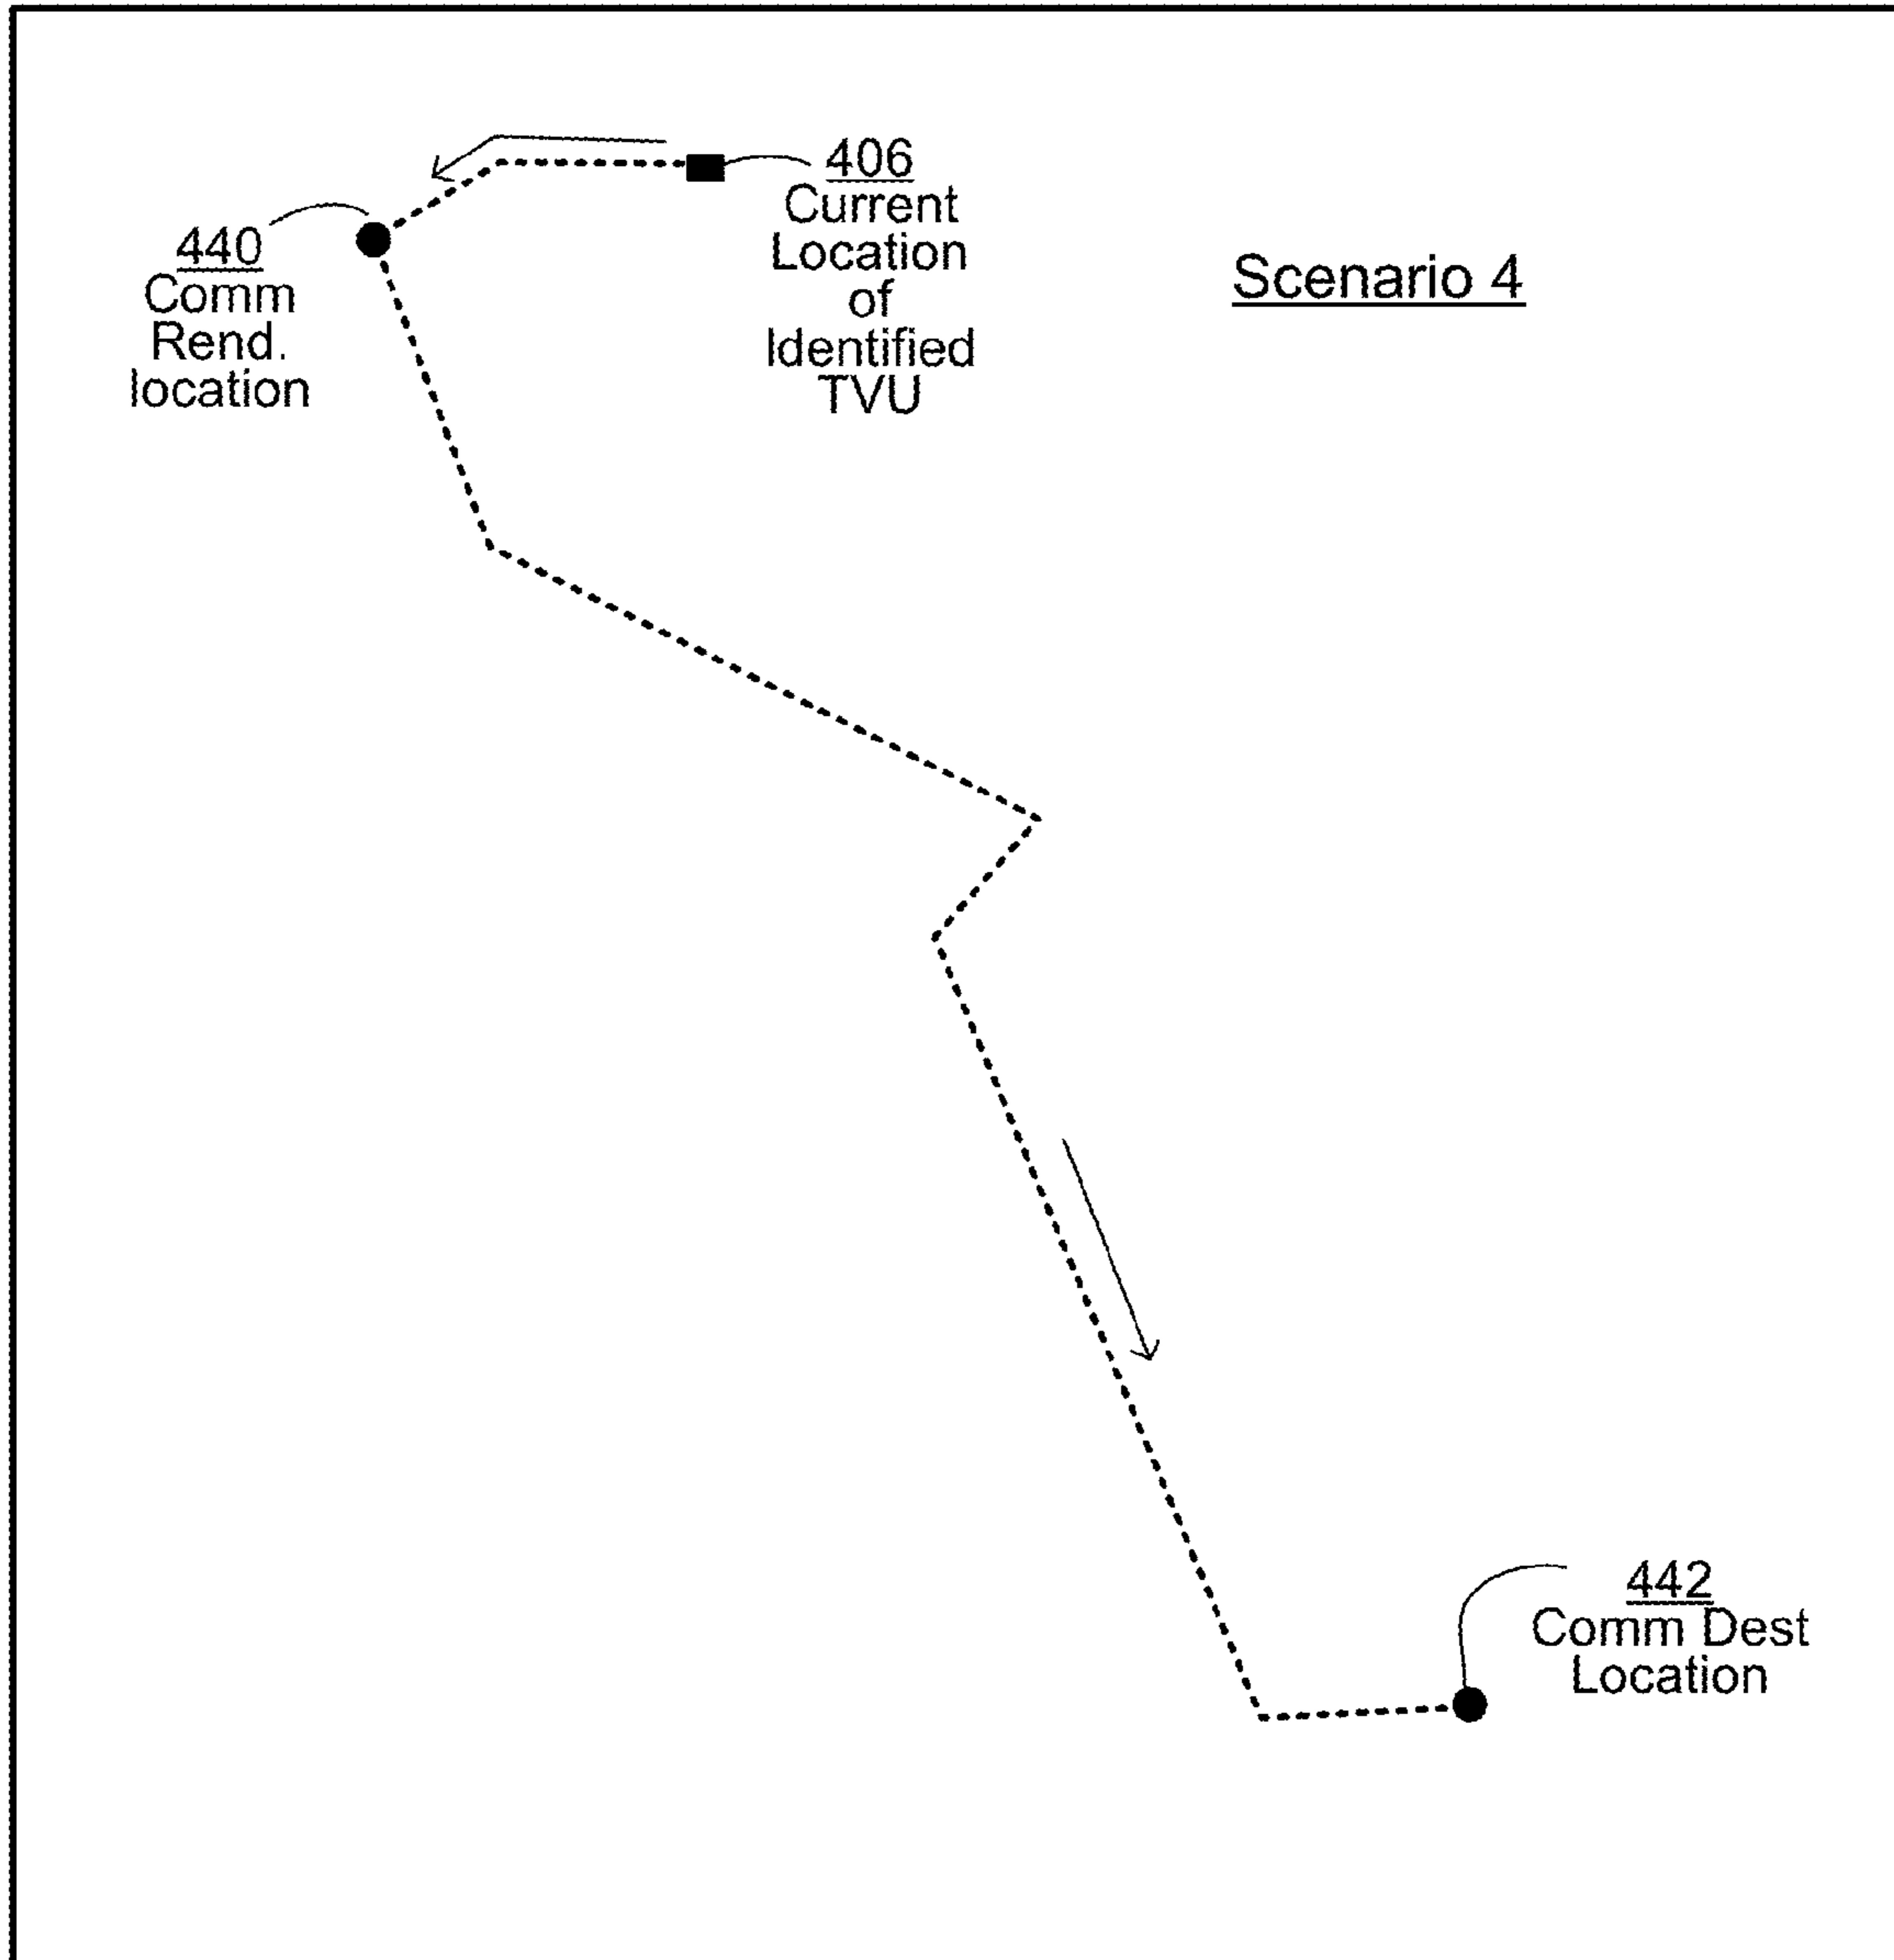 406
Current
Location
of
Identified
TVU
440
Comm
Rend.
location
Scenario 4
442
Comm Dest
Location